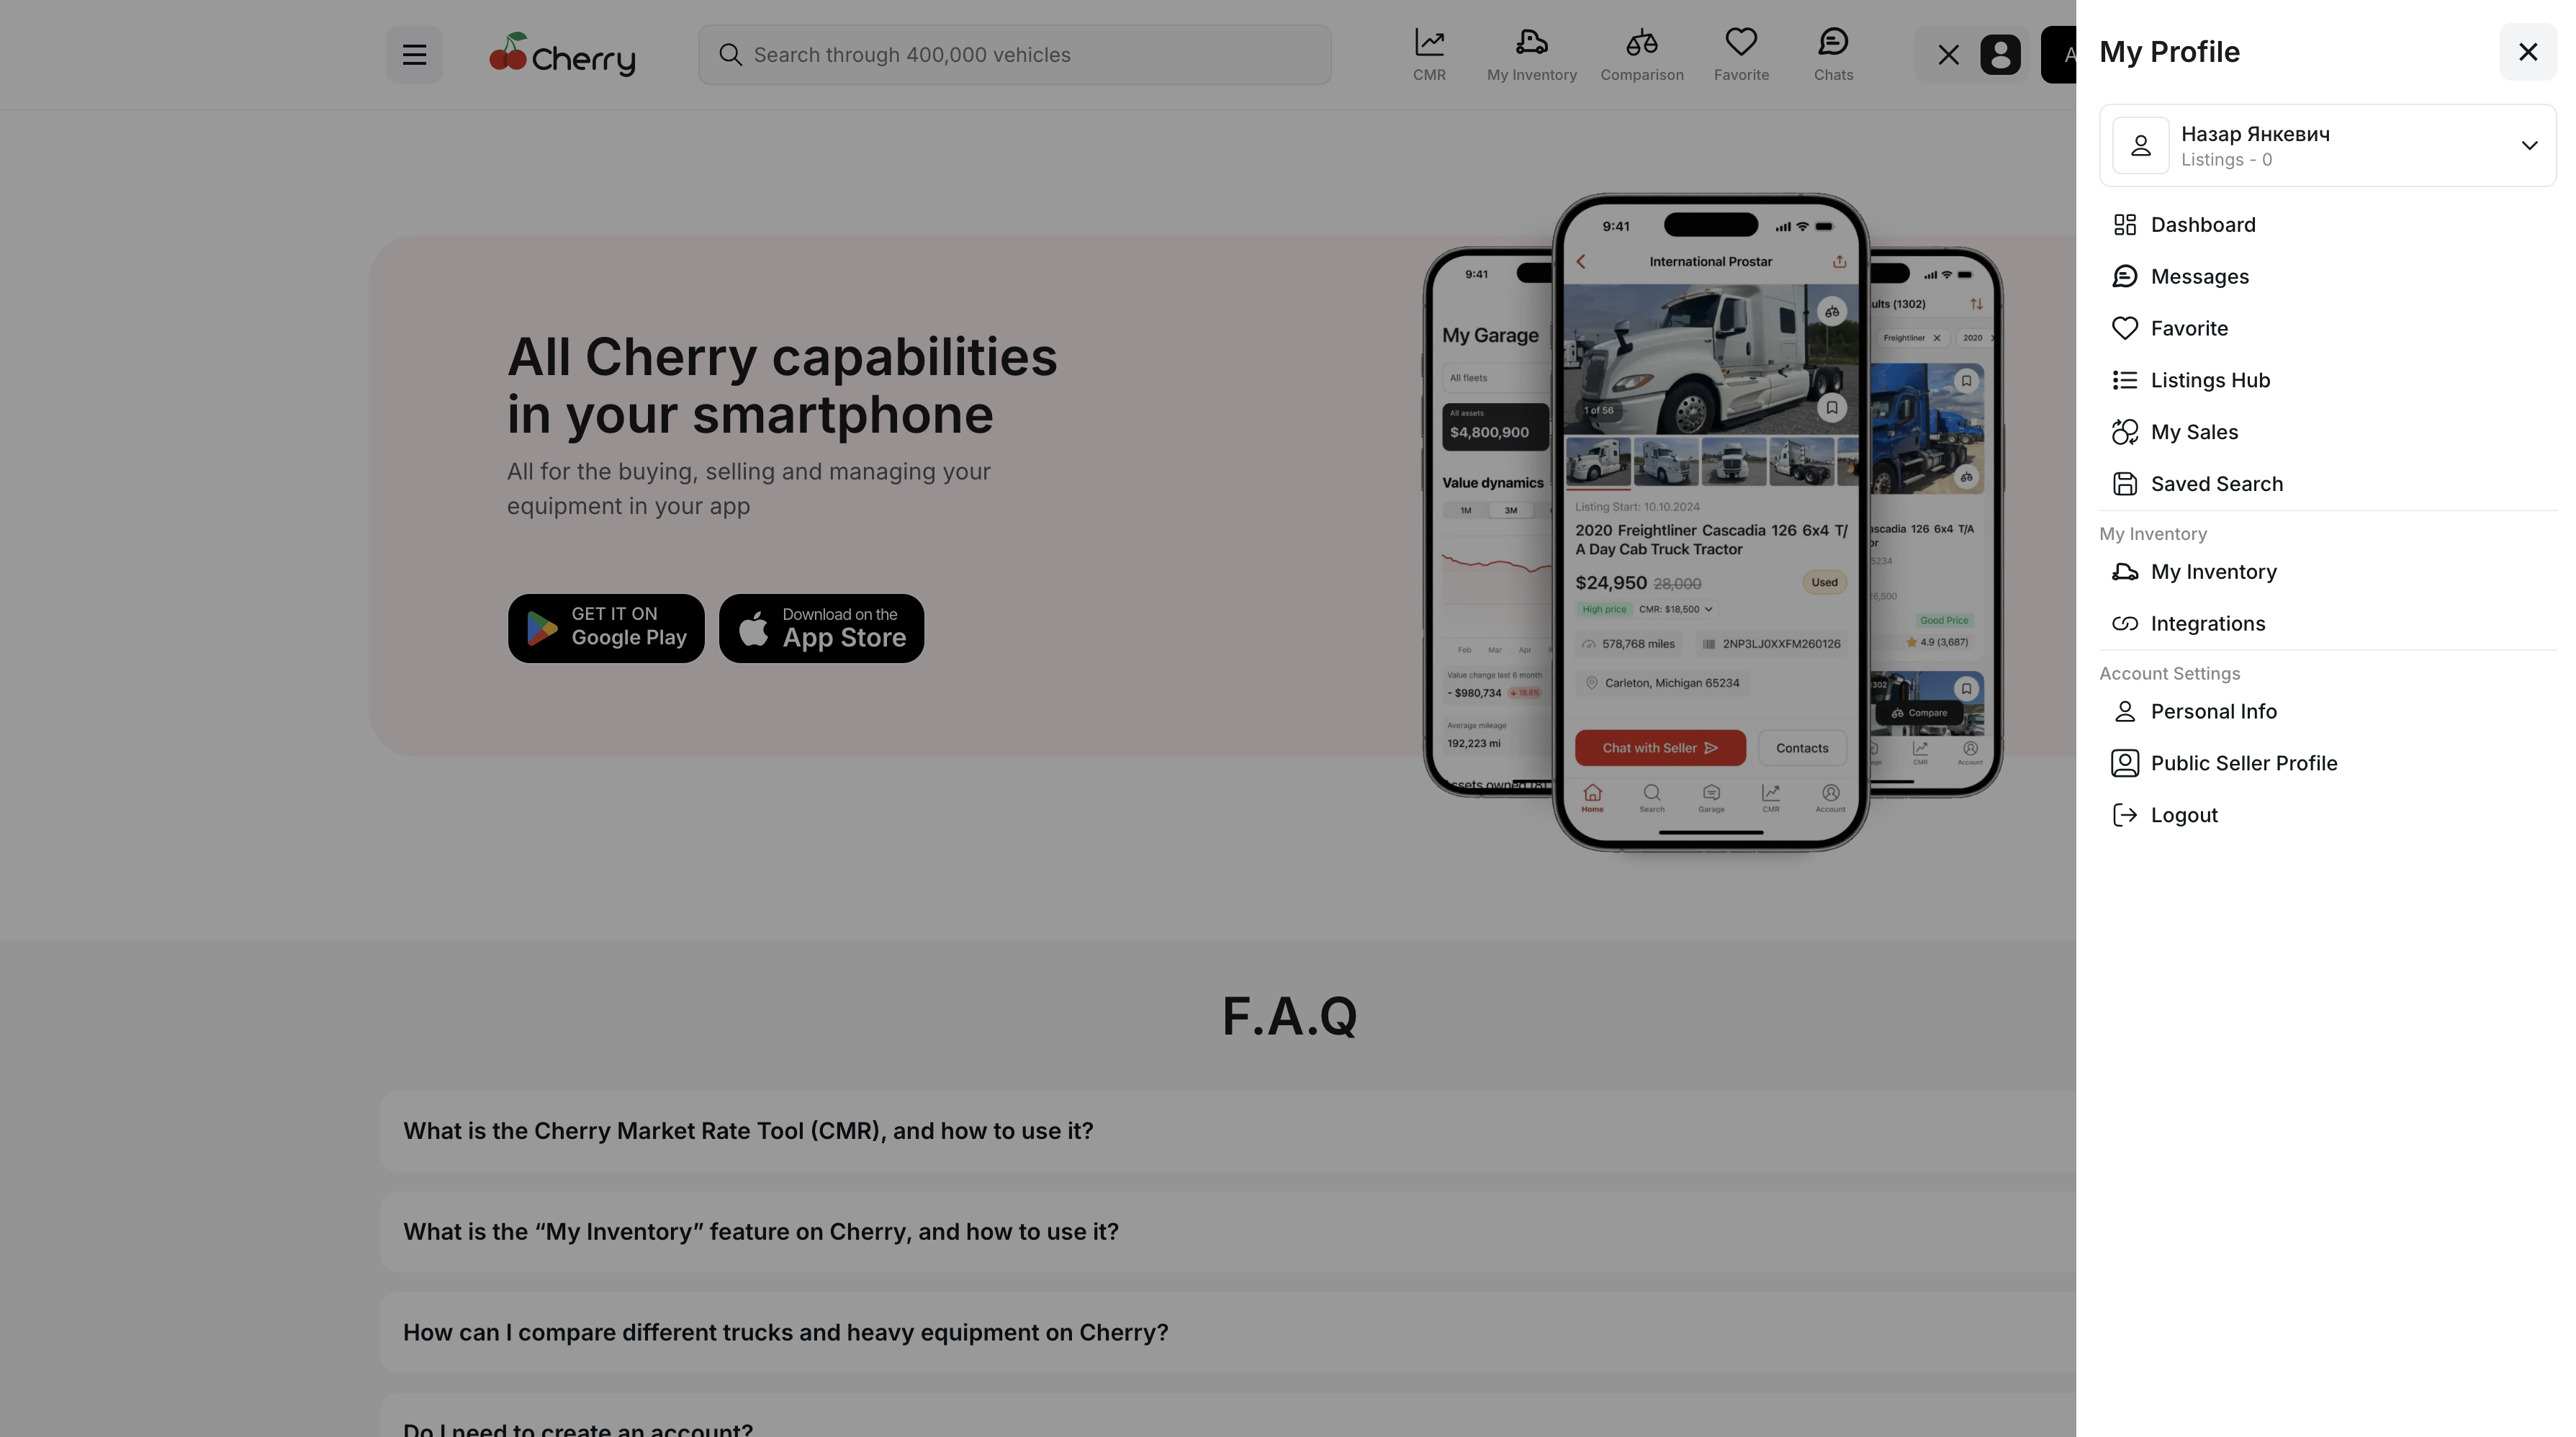 Cherry
Search through 400,000 vehicles
CMR
My Inventory
Comparison
Favorite
Chats
A
My Profile
Назар Янкевич
Listings - 0
Dashboard
Messages
Favorite
Listings Hub
My Sales
Saved Search
My Inventory
My Inventory
Integrations
Account Settings
Personal Info
Public Seller Profile
Logout
All Cherry capabilities
in your smartphone
All for the buying, selling and managing your
equipment in your app
GET IT ON
Google Play
Download on the
App Store
9:41
My Garage
All fleets
All assets
$4,800,900
Value dynamics
1M 3M
Feb Mar Apr
Value change last 6 month
- $980,734 18.6%
Average mileage
192,223 mi
9:41
International Prostar
1 of 56
Listing Start: 10.10.2024
2020 Freightliner Cascadia 126 6x4 T/
A Day Cab Truck Tractor
$24,950 28,000 Used
High price CMR: $18,500
578,768 miles 2NP3LJ0XXFM260126
Carleton, Michigan 65234
Chat with Seller Contacts
Home Search Garage CMR Account
ults (1302)
Freightliner 2020
ascadia 126 6x4 T/A
or
5234
26,500
Good Price
4.9 (3,687)
302
Compare
age CMR Account
F.A.Q
What is the Cherry Market Rate Tool (CMR), and how to use it?
What is the “My Inventory” feature on Cherry, and how to use it?
How can I compare different trucks and heavy equipment on Cherry?
Do I need to create an account?